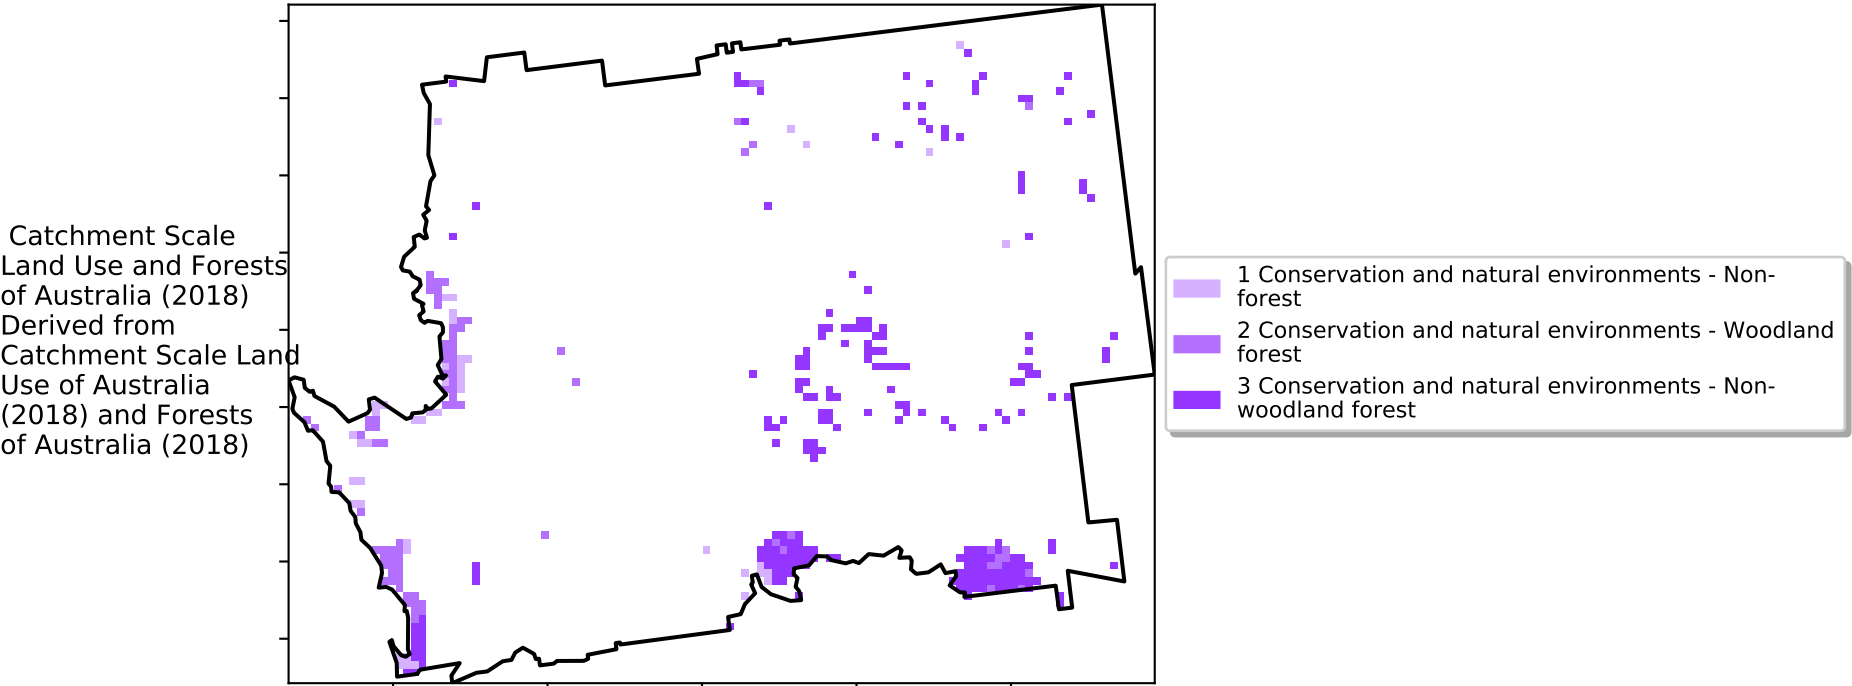 Catchment Scale
Land Use and Forests
of Australia (2018)
Derived from
Catchment Scale Land
Use of Australia
(2018) and Forests
of Australia (2018)
1 Conservation and natural environments - Non-
forest
2 Conservation and natural environments - Woodland
forest
3 Conservation and natural environments - Non-
woodland forest